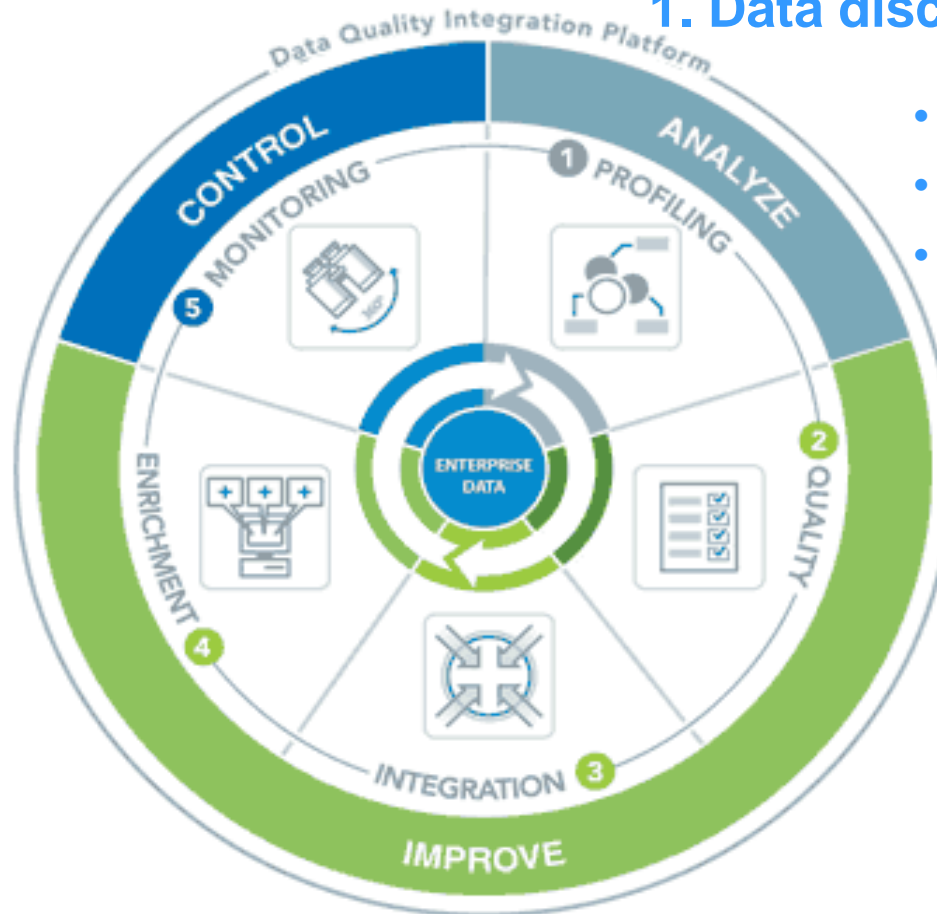 1. Data disc
Data Quality Integration Platform
CONTROL
ANALYZE
5 MONITORING
1 PROFILING
360°
2 QUALITY
ENTERPRISE
DATA
ENRICHMENT 4
INTEGRATION 3
IMPROVE